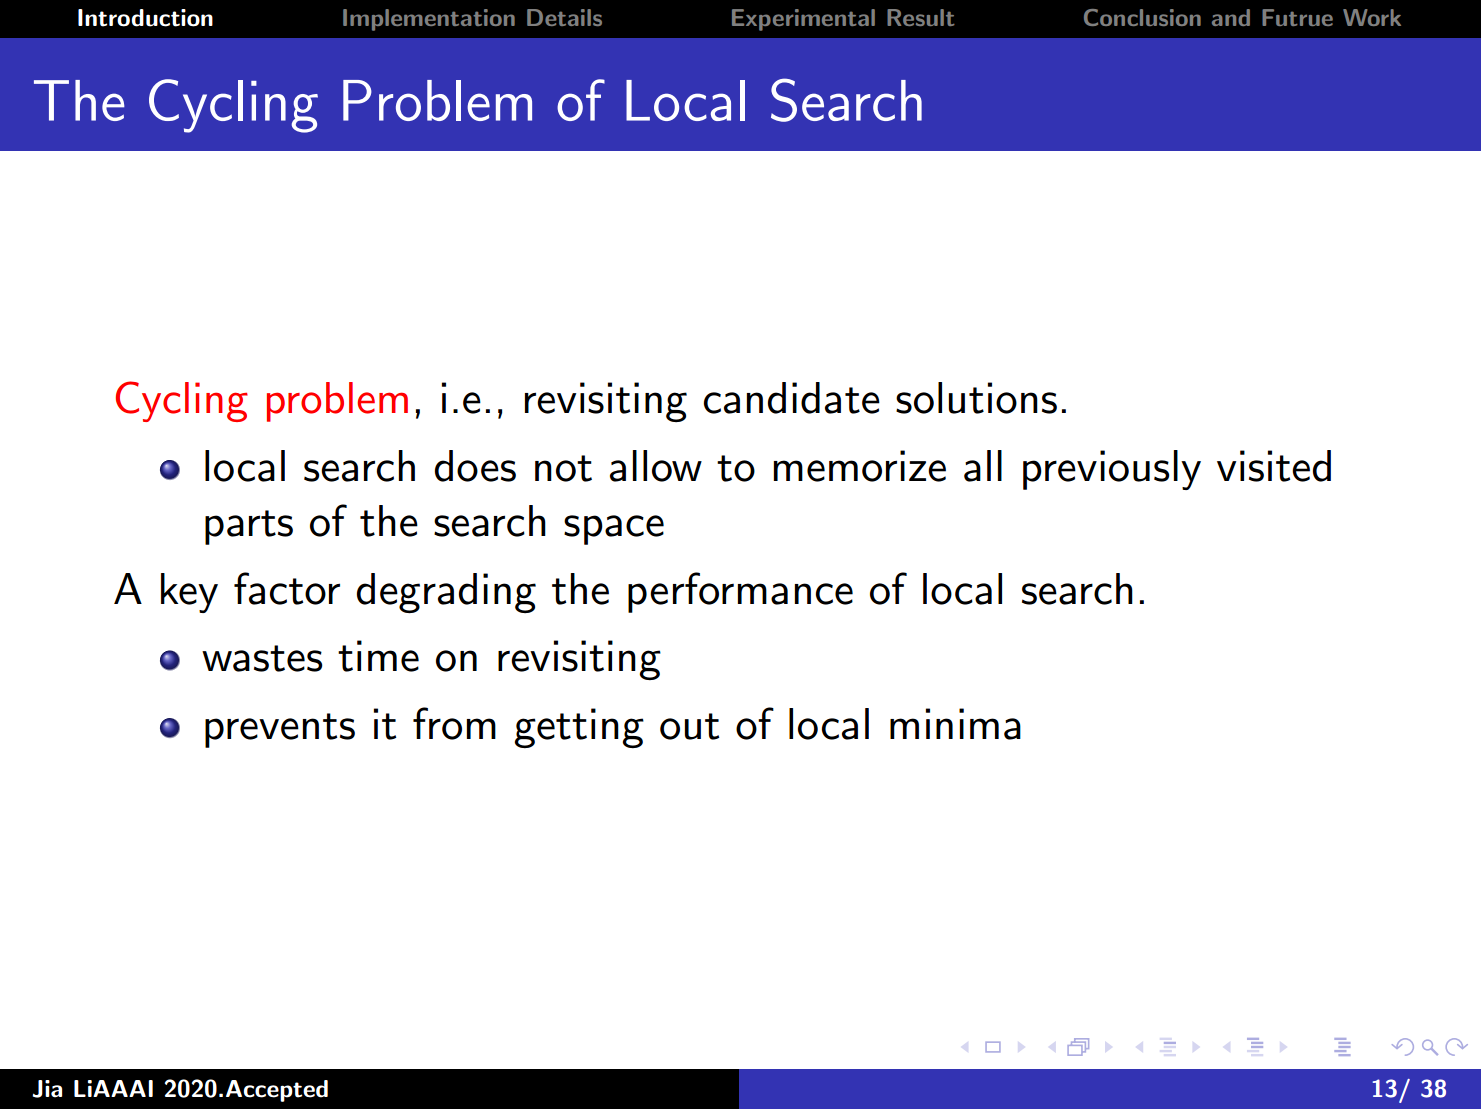 Introduction Implementation Details Experimental Result Conclusion and Futrue Work
The Cycling Problem of Local Search
Cycling problem, i.e., revisiting candidate solutions.
local search does not allow to memorize all previously visited
parts of the search space
A key factor degrading the performance of local search.
wastes time on revisiting
prevents it from getting out of local minima
Jia LiAAAI 2020.Accepted 13/ 38